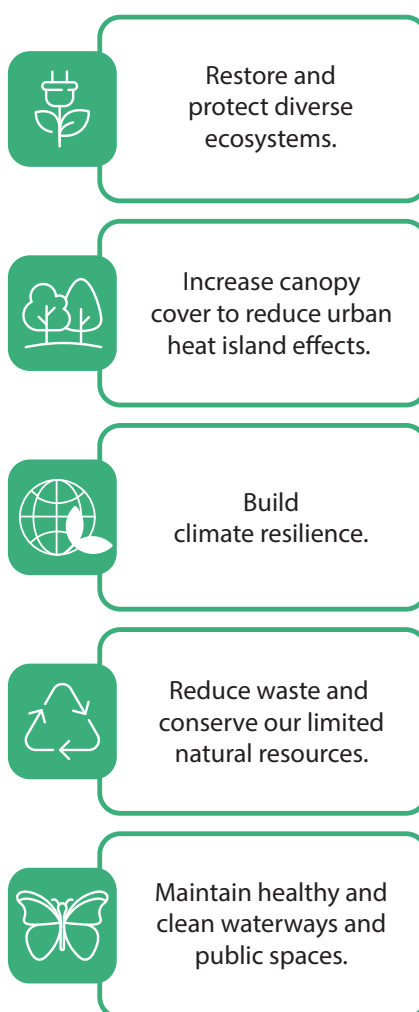 Restore and
protect diverse
ecosystems.
Increase canopy
cover to reduce urban
heat island effects.
Build
climate resilience.
Reduce waste and
conserve our limited
natural resources.
Maintain healthy and
clean waterways and
public spaces.